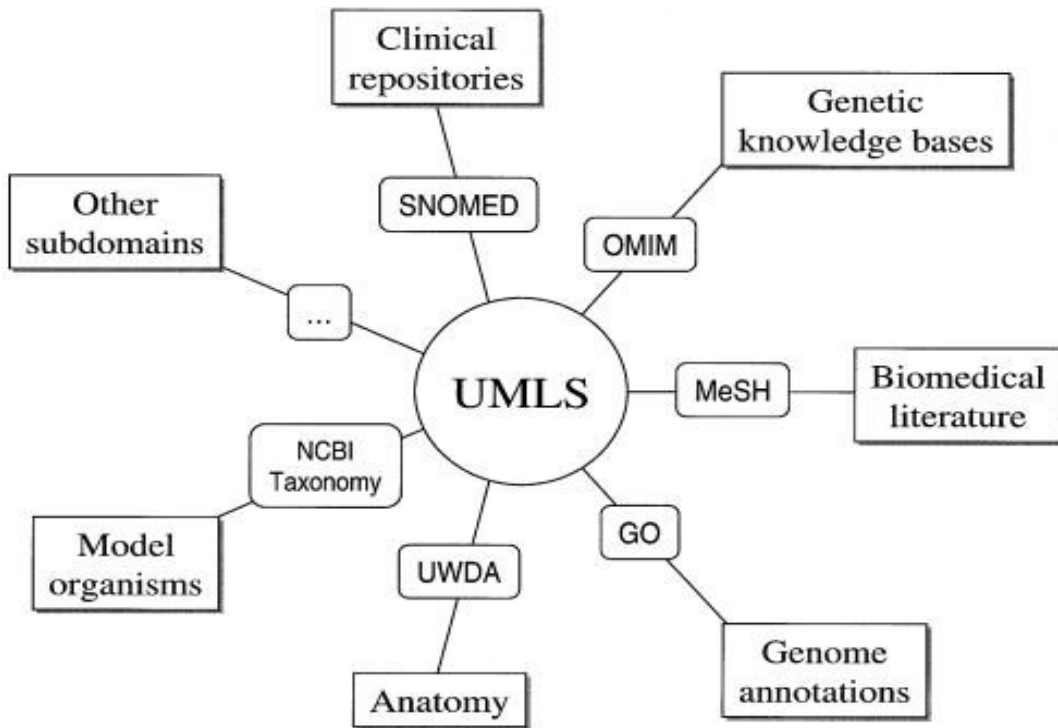 Clinical
repositories
Genetic
knowledge bases
SNOMED
Other
subdomains
OMIM
...
UMLS
MeSH
Biomedical
literature
NCBI
Taxonomy
GO
Model
organisms
UWDA
Genome
annotations
Anatomy